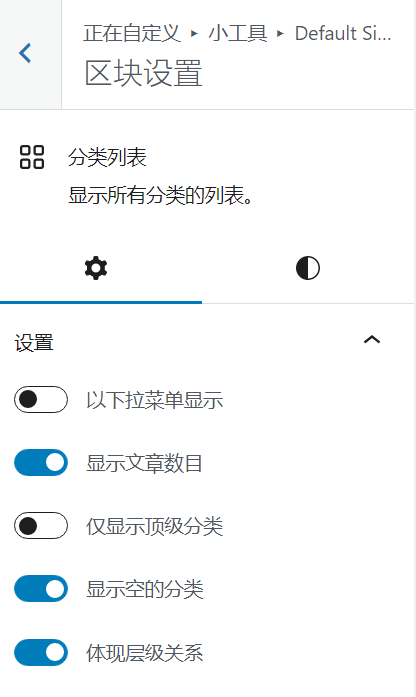 正在自定义 ▸ 小工具 ▸ Default Si...
区块设置
分类列表
显示所有分类的列表。
设置
以下拉菜单显示
显示文章数目
仅显示顶级分类
显示空的分类
体现层级关系